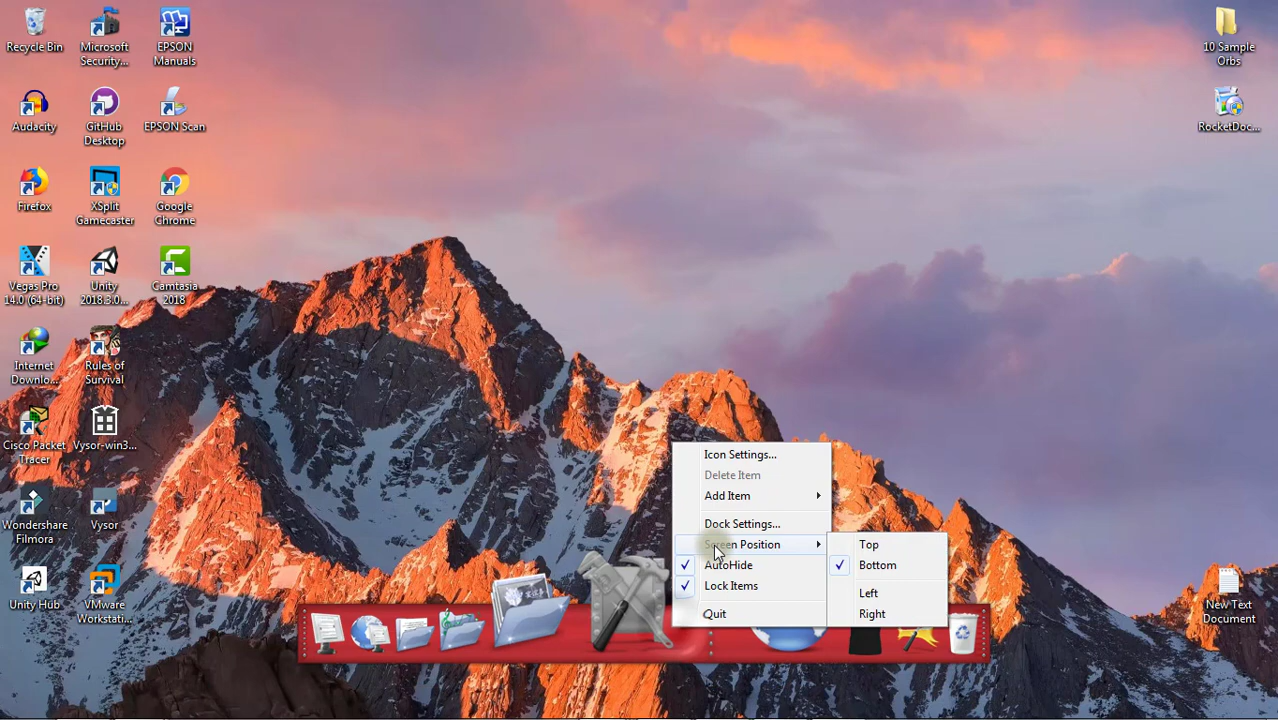 Recycle Bin
Microsoft
Security...
EPSON
Manuals
10 Sample
Orbs
Audacity
GitHub
Desktop
EPSON Scan
RocketDoc...
Firefox
XSplit
Gamecaster
Google
Chrome
Vegas Pro
14.0 (64-bit)
Unity
2018.3.0...
Camtasia
2018
Internet
Downlo...
Rules of
Survival
Cisco Packet
Tracer
Vysor-win3...
Wondershare
Filmora
Vysor
Unity Hub
VMware
Workstati...
New Text
Document
Icon Settings...
Delete Item
Add Item
Dock Settings...
Screen Position
AutoHide
Lock Items
Quit
Top
Bottom
Left
Right